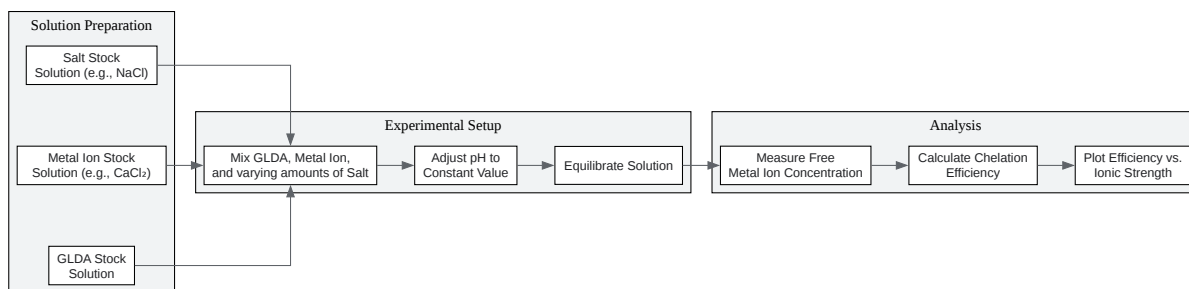 Solution Preparation
Salt Stock
Solution (e.g., NaCl)
Metal Ion Stock
Solution (e.g., CaCl₂)
GLDA Stock
Solution
Experimental Setup
Mix GLDA, Metal Ion,
and varying amounts of Salt
Adjust pH to
Constant Value
Equilibrate Solution
Analysis
Measure Free
Metal Ion Concentration
Calculate Chelation
Efficiency
Plot Efficiency vs.
Ionic Strength